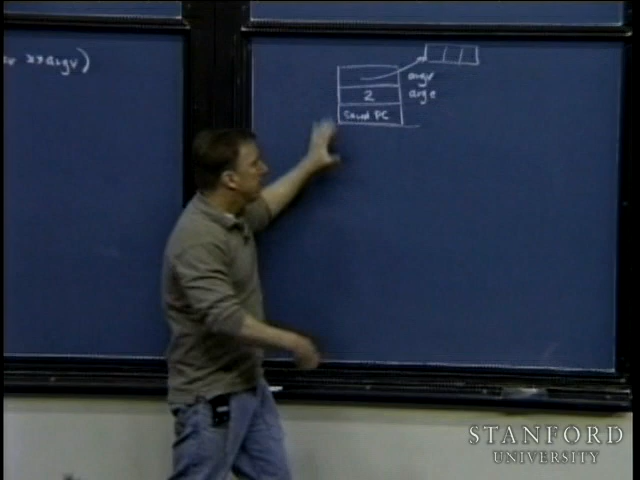 **argv)
argv
2 argc
Saved PC
STANFORD
UNIVERSITY